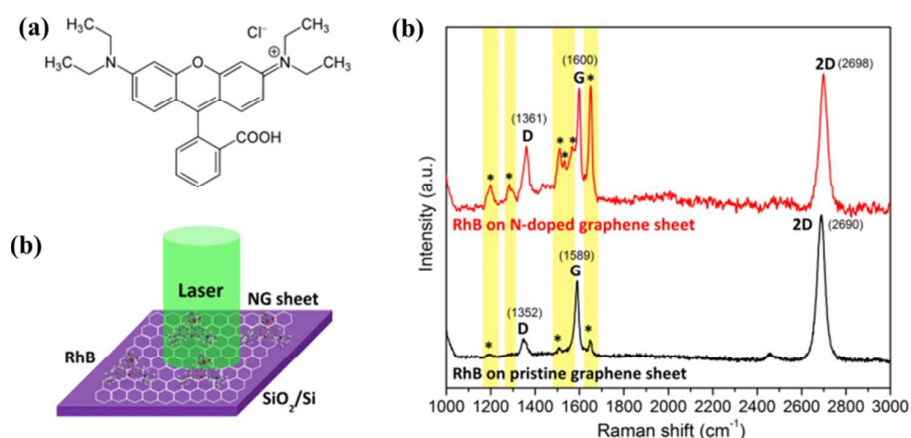 (a)
Cl⁻
H₃C
N
O
N
⊕
CH₃
H₃C
CH₃
COOH
(b)
Laser
NG sheet
RhB
SiO₂/Si
(b)
Intensity (a.u.)
(1600)
G
*
2D (2698)
(1361)
D
* * * * *
RhB on N-doped graphene sheet
2D (2690)
(1589)
G
(1352)
D
* * *
RhB on pristine graphene sheet
1000 1200 1400 1600 1800 2000 2200 2400 2600 2800 3000
Raman shift (cm⁻¹)